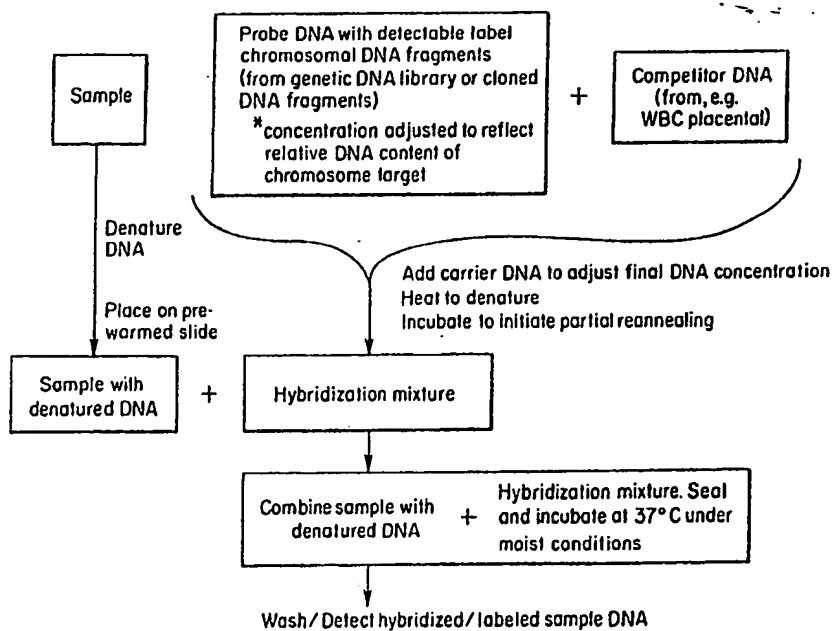 Sample
Probe DNA with detectable label
chromosomal DNA fragments
(from genetic DNA library or cloned
DNA fragments)
*concentration adjusted to reflect
relative DNA content of
chromosome target
+
Competitor DNA
(from, e.g.
WBC placental)
Denature
DNA
Place on pre-
warmed slide
Add carrier DNA to adjust final DNA concentration
Heat to denature
Incubate to initiate partial reannealing
Sample with
denatured DNA
+
Hybridization mixture
Combine sample with
denatured DNA
+
Hybridization mixture. Seal
and incubate at 37°C under
moist conditions
Wash/Detect hybridized/labeled sample DNA